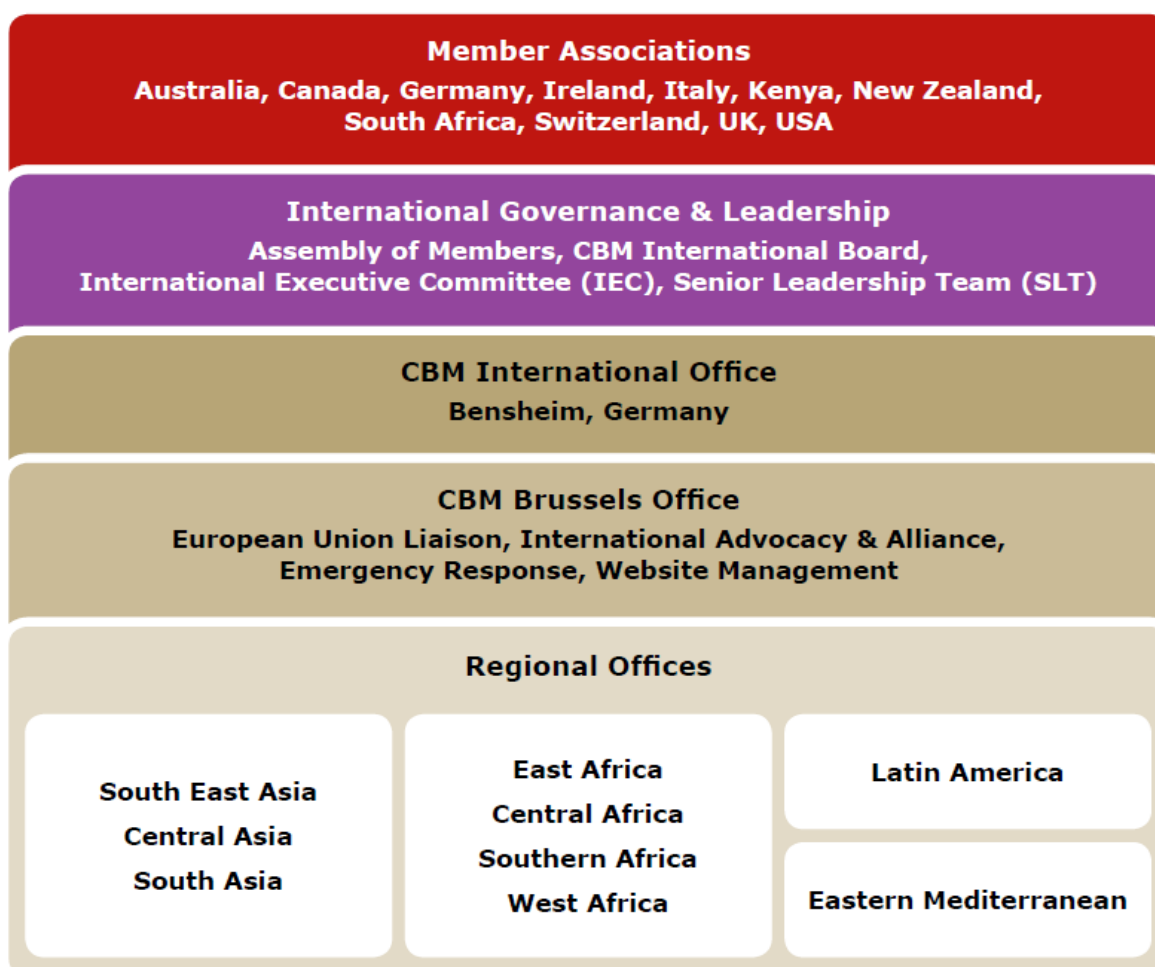 Member Associations
Australia, Canada, Germany, Ireland, Italy, Kenya, New Zealand,
South Africa, Switzerland, UK, USA
International Governance & Leadership
Assembly of Members, CBM International Board,
International Executive Committee (IEC), Senior Leadership Team (SLT)
CBM International Office
Bensheim, Germany
CBM Brussels Office
European Union Liaison, International Advocacy & Alliance,
Emergency Response, Website Management
Regional Offices
South East Asia
Central Asia
South Asia
East Africa
Central Africa
Southern Africa
West Africa
Latin America
Eastern Mediterranean